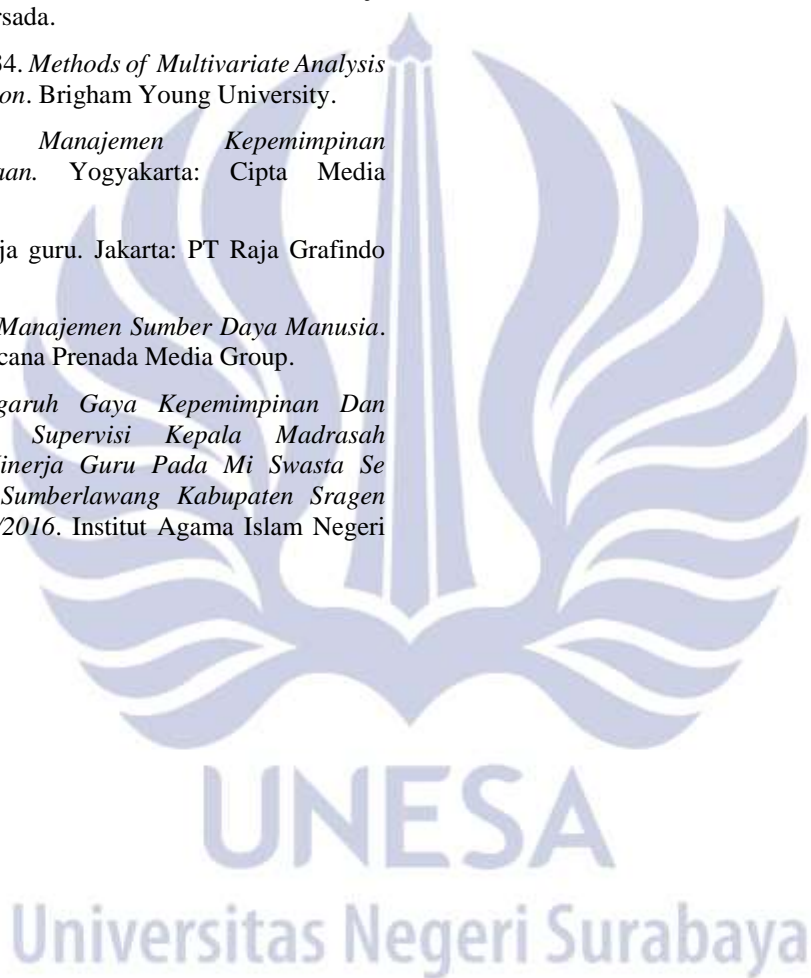 rsada.
34. Methods of Multivariate Analysis
on. Brigham Young University.
Manajemen Kepemimpinan
aan. Yogyakarta: Cipta Media
ja guru. Jakarta: PT Raja Grafindo
Manajemen Sumber Daya Manusia.
cana Prenada Media Group.
garuh Gaya Kepemimpinan Dan
Supervisi Kepala Madrasah
inerja Guru Pada Mi Swasta Se
Sumberlawang Kabupaten Sragen
/2016. Institut Agama Islam Negeri
UNESA
Universitas Negeri Surabaya